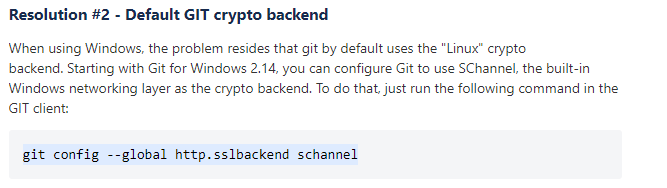 Resolution #2 - Default GIT crypto backend
When using Windows, the problem resides that git by default uses the "Linux" crypto
backend. Starting with Git for Windows 2.14, you can configure Git to use SChannel, the built-in
Windows networking layer as the crypto backend. To do that, just run the following command in the
GIT client:
git config --global http.sslbackend schannel